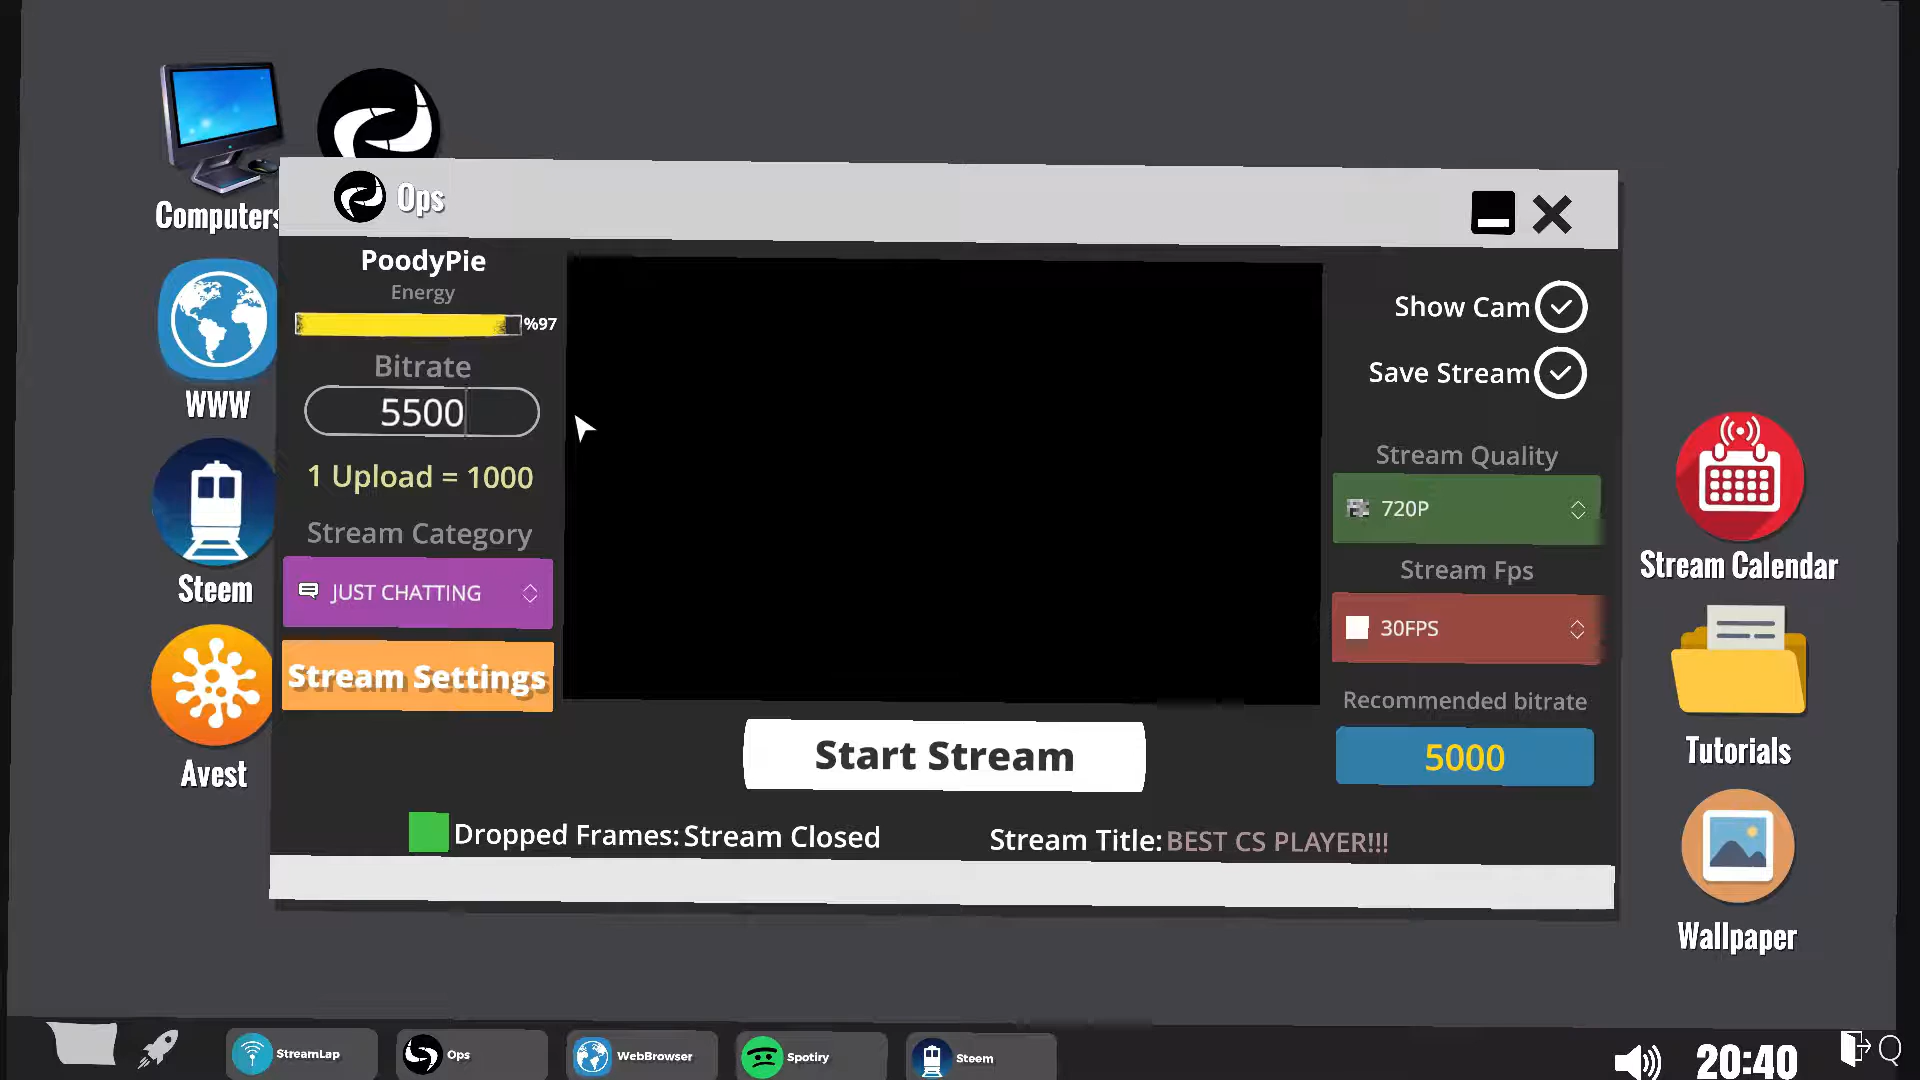 Computers
WWW
Steem
Avest
Ops
PoodyPie
Energy
%97
Bitrate
5500
1 Upload = 1000
Stream Category
JUST CHATTING
Stream Settings
Start Stream
Dropped Frames: Stream Closed
Stream Title: BEST CS PLAYER!!!
Show Cam
Save Stream
Stream Quality
720P
Stream Fps
30FPS
Recommended bitrate
5000
Stream Calendar
Tutorials
Wallpaper
StreamLap
Ops
WebBrowser
Spotiry
Steem
20:40
Q